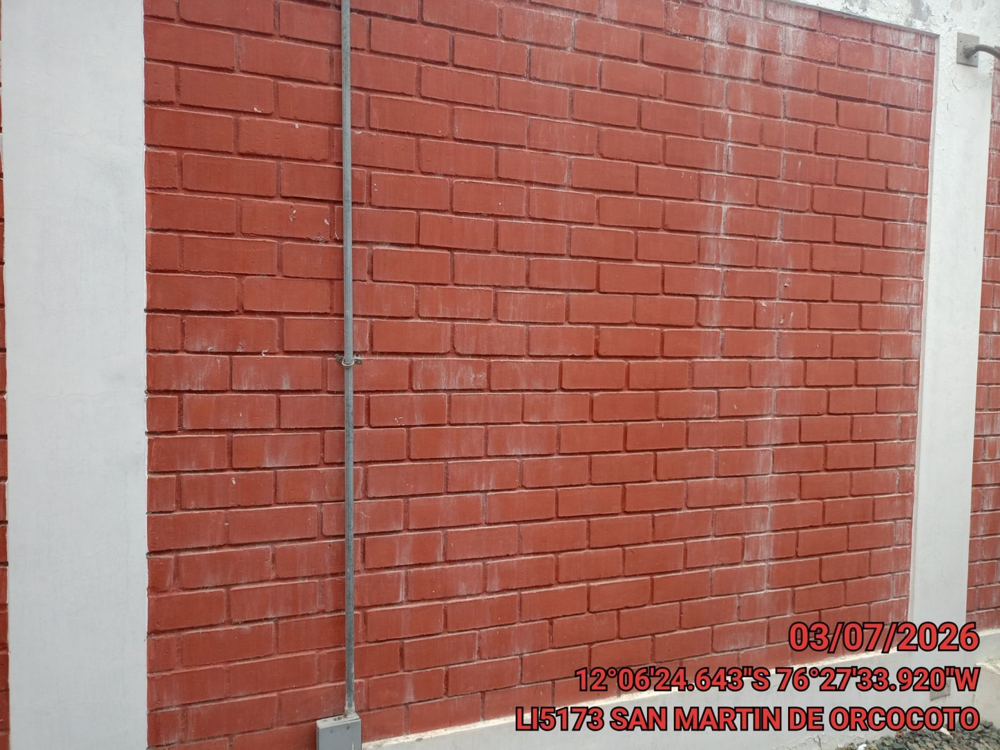 03/07/2026
12°06'24.643"S 76°27'33.920"W
LI5173 SAN MARTIN DE ORCOCOTO